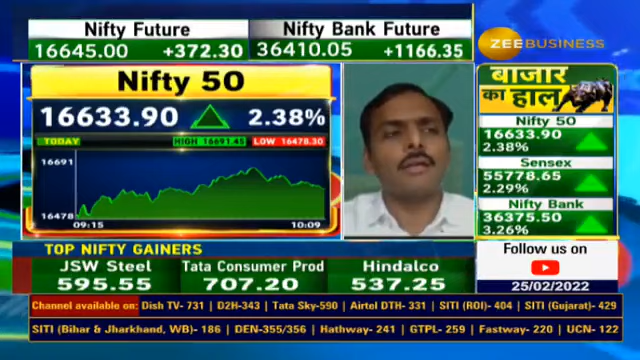 Nifty Future
16645.00 +372.30
Nifty Bank Future
36410.05 +1166.35
ZEE BUSINESS
Nifty 50
16633.90 2.38%
TODAY HIGH 16691.45 LOW 16478.30
16691
16478
09:15 10:09
बाजार
का हाल
Nifty 50
16633.90
2.38%
Sensex
55778.65
2.29%
Nifty Bank
36375.50
3.26%
TOP NIFTY GAINERS
JSW Steel
595.55
Tata Consumer Prod
707.20
Hindalco
537.25
Follow us on
25/02/2022
Channel available on: Dish TV- 731 | D2H-343 | Tata Sky-590 | Airtel DTH- 331 | SITI (ROI)- 404 | SITI (Gujarat)- 429
SITI (Bihar & Jharkhand, WB)- 186 | DEN-355/356 | Hathway- 241 | GTPL- 259 | Fastway- 220 | UCN- 122